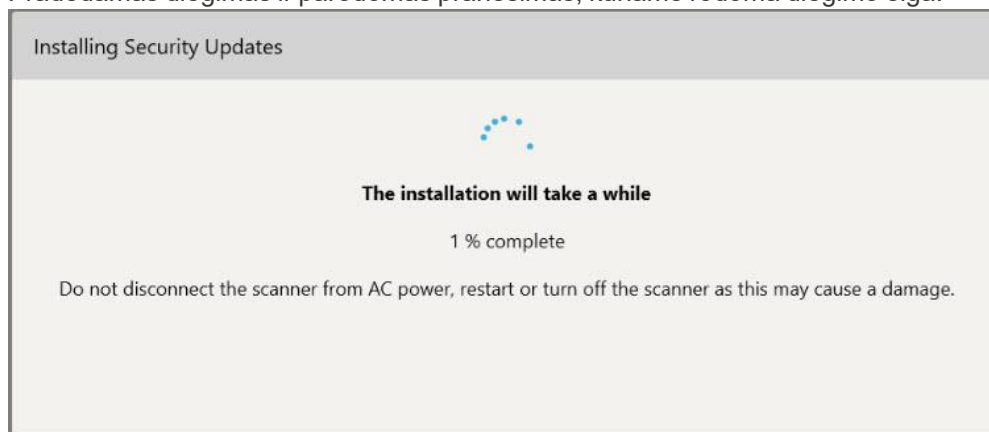 Installing Security Updates
The installation will take a while
1 % complete
Do not disconnect the scanner from AC power, restart or turn off the scanner as this may cause a damage.